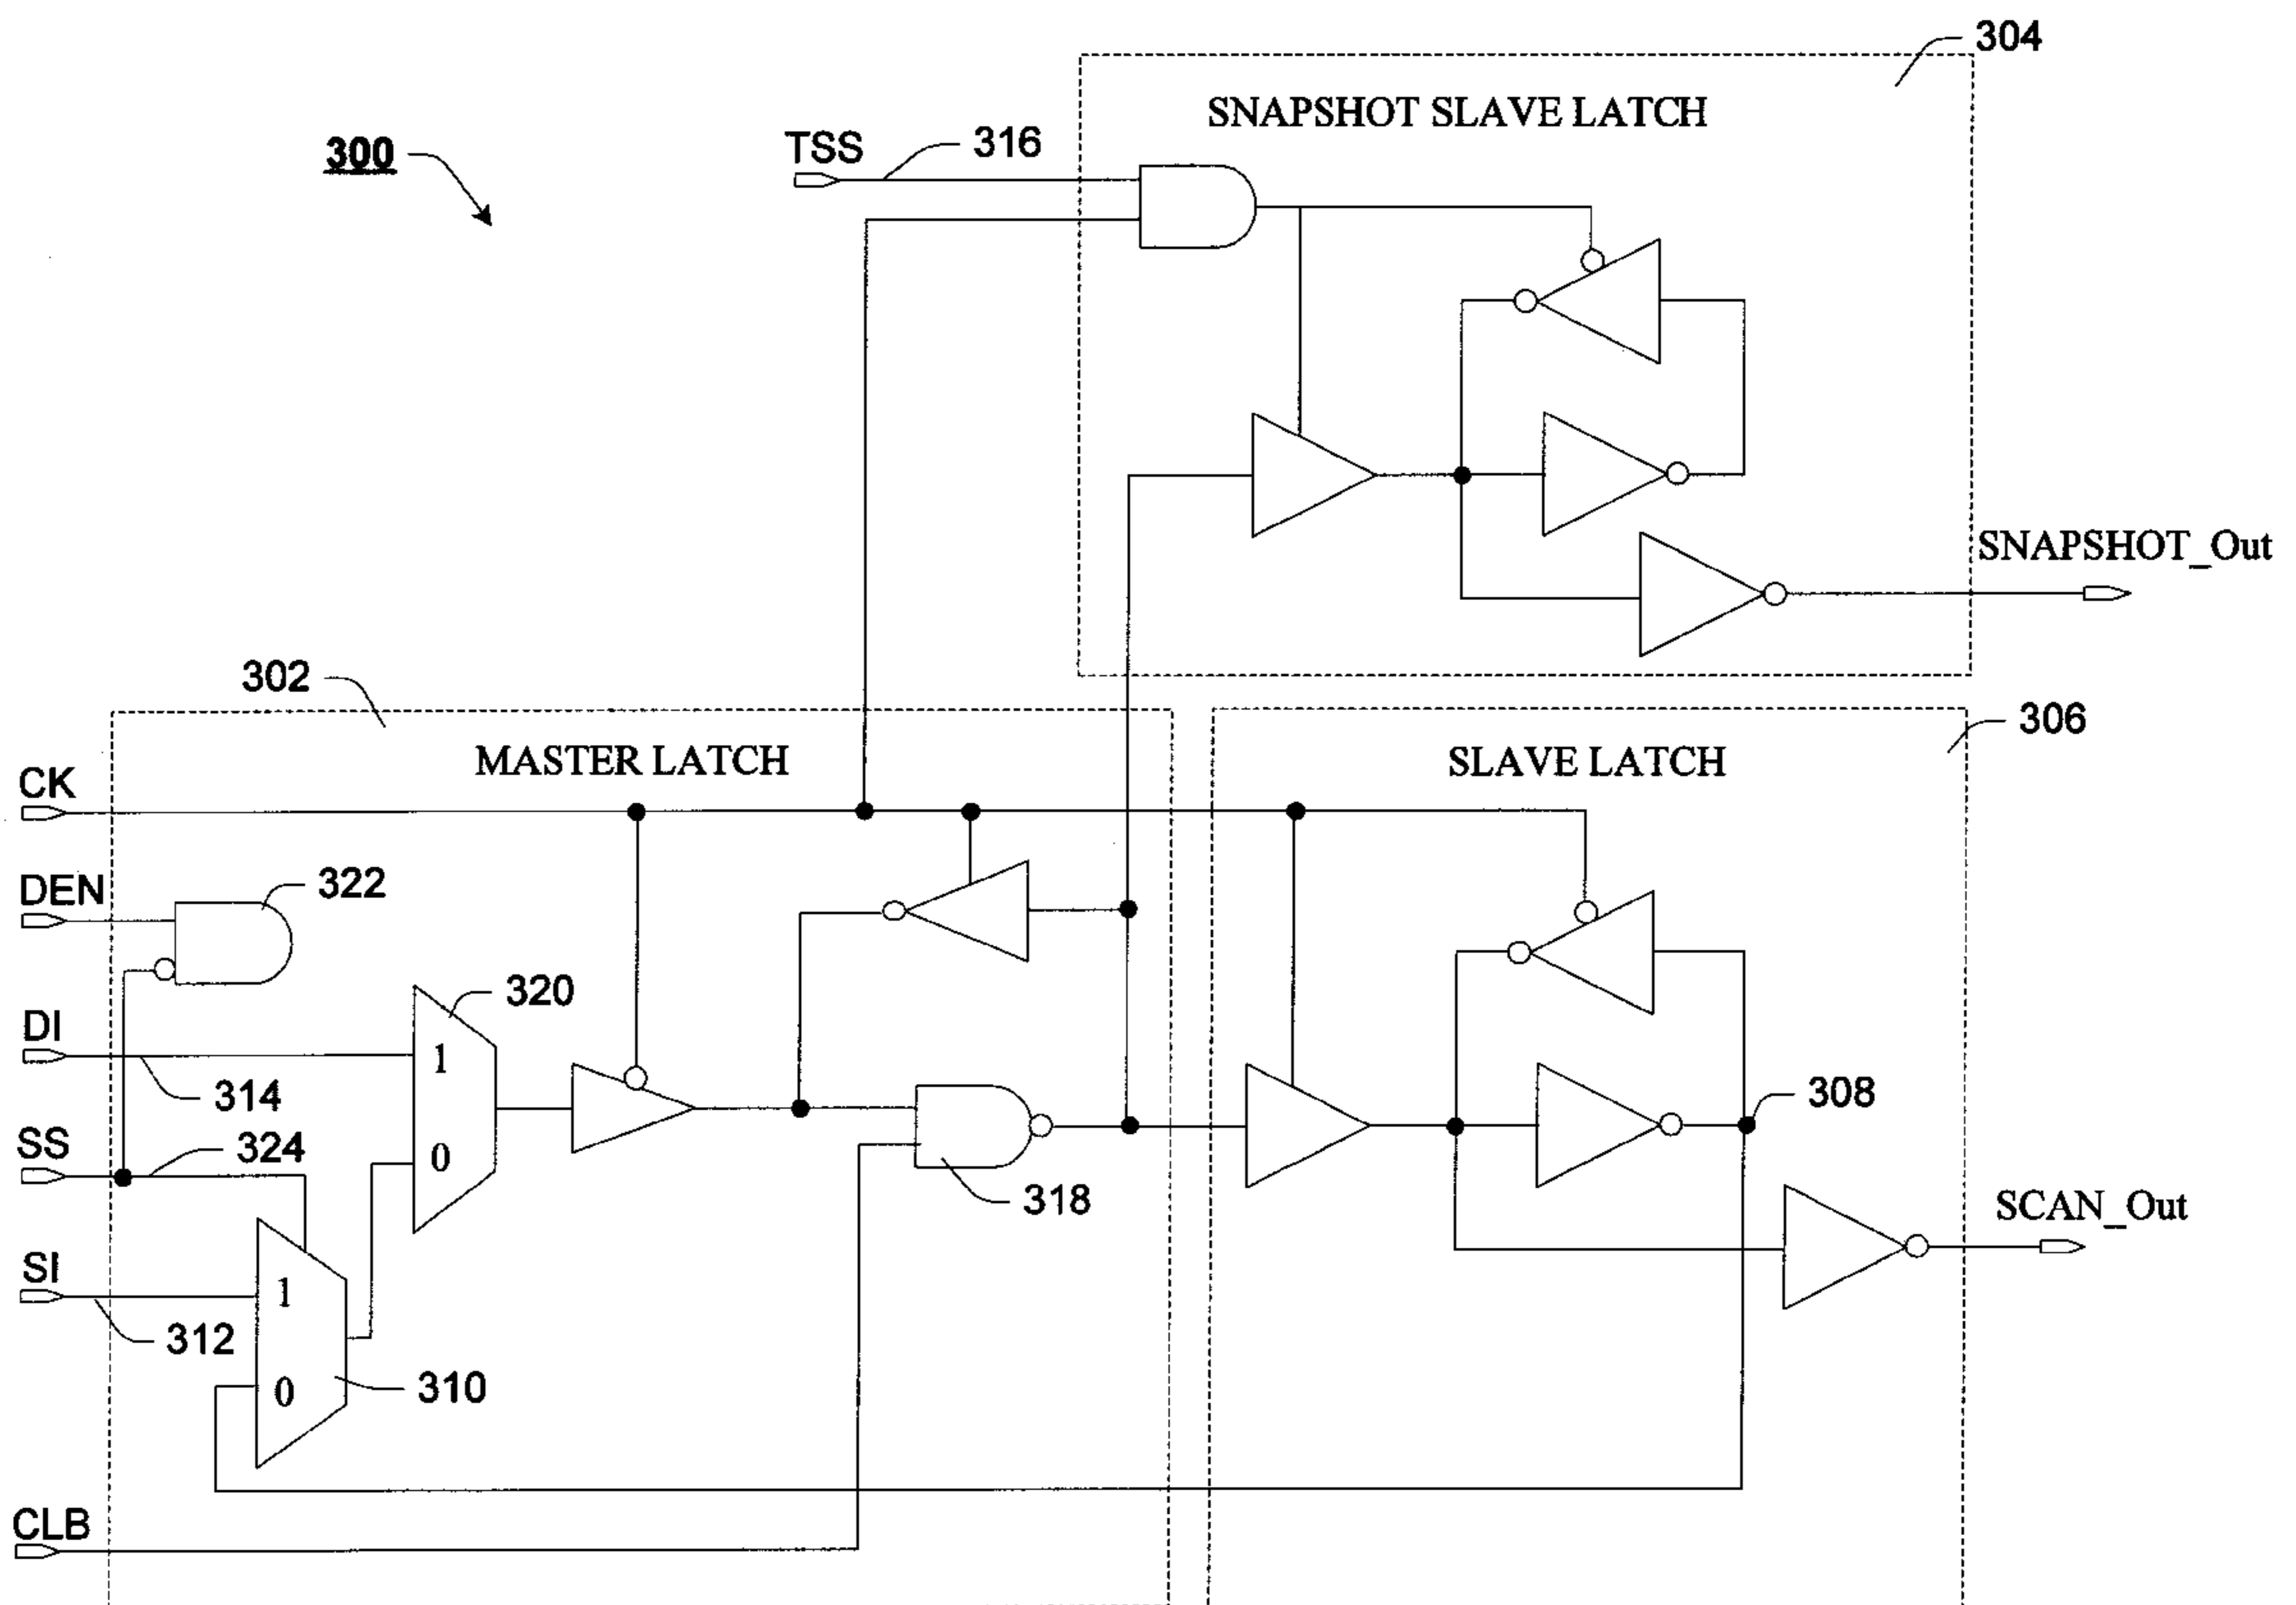 304
SNAPSHOT SLAVE LATCH
300
TSS
316
SNAPSHOT_Out
302
306
MASTER LATCH
SLAVE LATCH
CK
DEN
322
320
DI
1
314
308
SS
324
0
318
SCAN_Out
SI
1
312
0
310
CLB